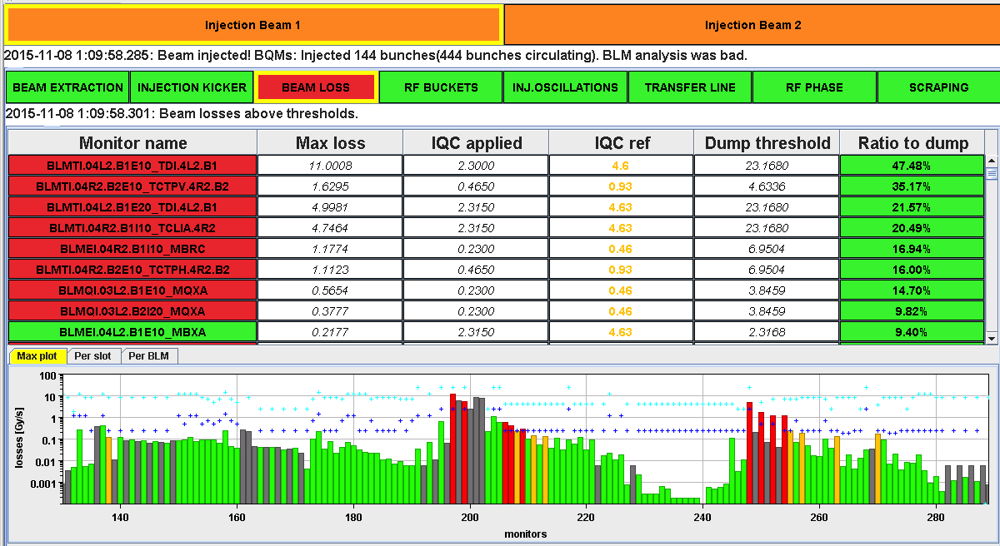 Injection Beam 1 Injection Beam 2
2015-11-08 1:09:58.285: Beam injected! BQMs: Injected 144 bunches(444 bunches circulating). BLM analysis was bad.
BEAM EXTRACTION INJECTION KICKER BEAM LOSS RF BUCKETS INJ.OSCILLATIONS TRANSFER LINE RF PHASE SCRAPING
2015-11-08 1:09:58.301: Beam losses above thresholds.
Monitor name Max loss IQC applied IQC ref Dump threshold Ratio to dump
BLMTI.04L2.B1E10_TDI.4L2.B1 11.0008 2.3000 4.6 23.1680 47.48%
BLMTI.04R2.B2E10_TCTPV.4R2.B2 1.6295 0.4650 0.93 4.6336 35.17%
BLMTI.04L2.B1E20_TDI.4L2.B1 4.9981 2.3150 4.63 23.1680 21.57%
BLMTI.04R2.B1I10_TCLIA.4R2 4.7464 2.3150 4.63 23.1680 20.49%
BLMEI.04R2.B1I10_MBRC 1.1774 0.2300 0.46 6.9504 16.94%
BLMTI.04R2.B2E10_TCTPH.4R2.B2 1.1123 0.4650 0.93 6.9504 16.00%
BLMQI.03L2.B1E10_MQXA 0.5654 0.2300 0.46 3.8459 14.70%
BLMQI.03L2.B2I20_MQXA 0.3777 0.2300 0.46 3.8459 9.82%
BLMEI.04L2.B1E10_MBXA 0.2177 2.3150 4.63 2.3168 9.40%
Max plot Per slot Per BLM
100
10
1
0.1
0.01
0.001
losses [Gy/s]
140 160 180 200 220 240 260 280
monitors